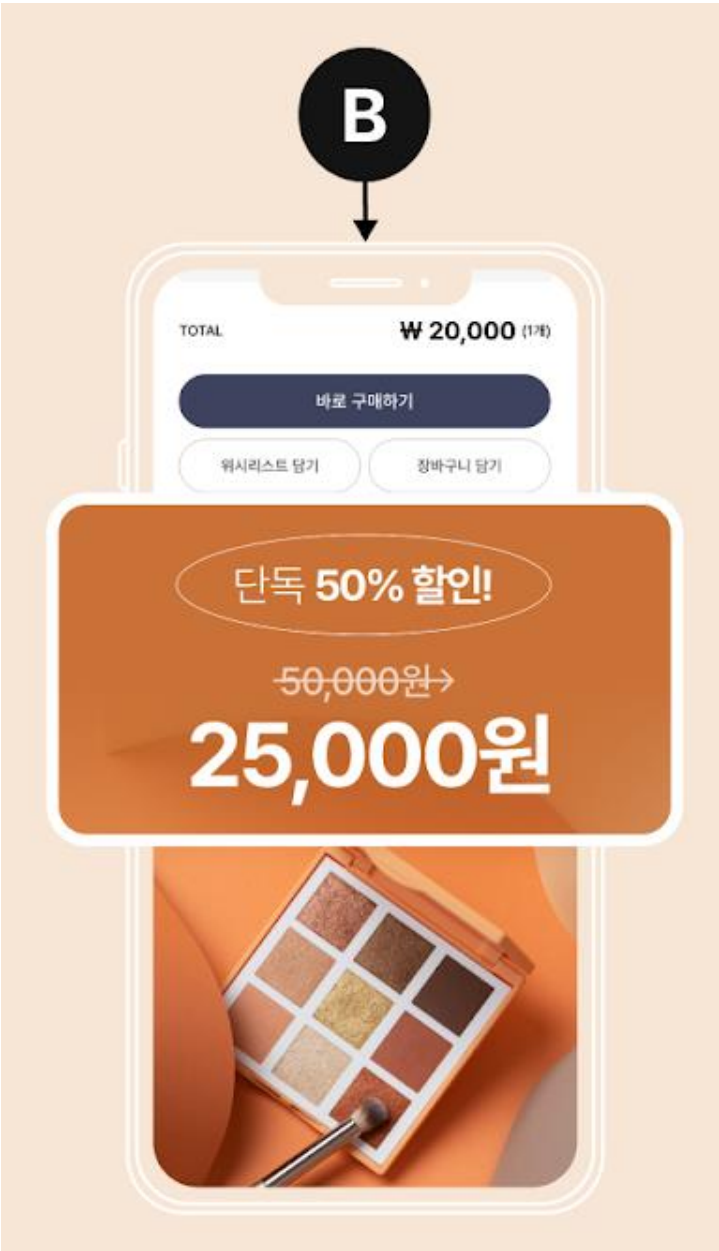 B
TOTAL ₩ 20,000 (1개)
바로 구매하기
위시리스트 담기 장바구니 담기
단독 50% 할인!
50,000원→
25,000원